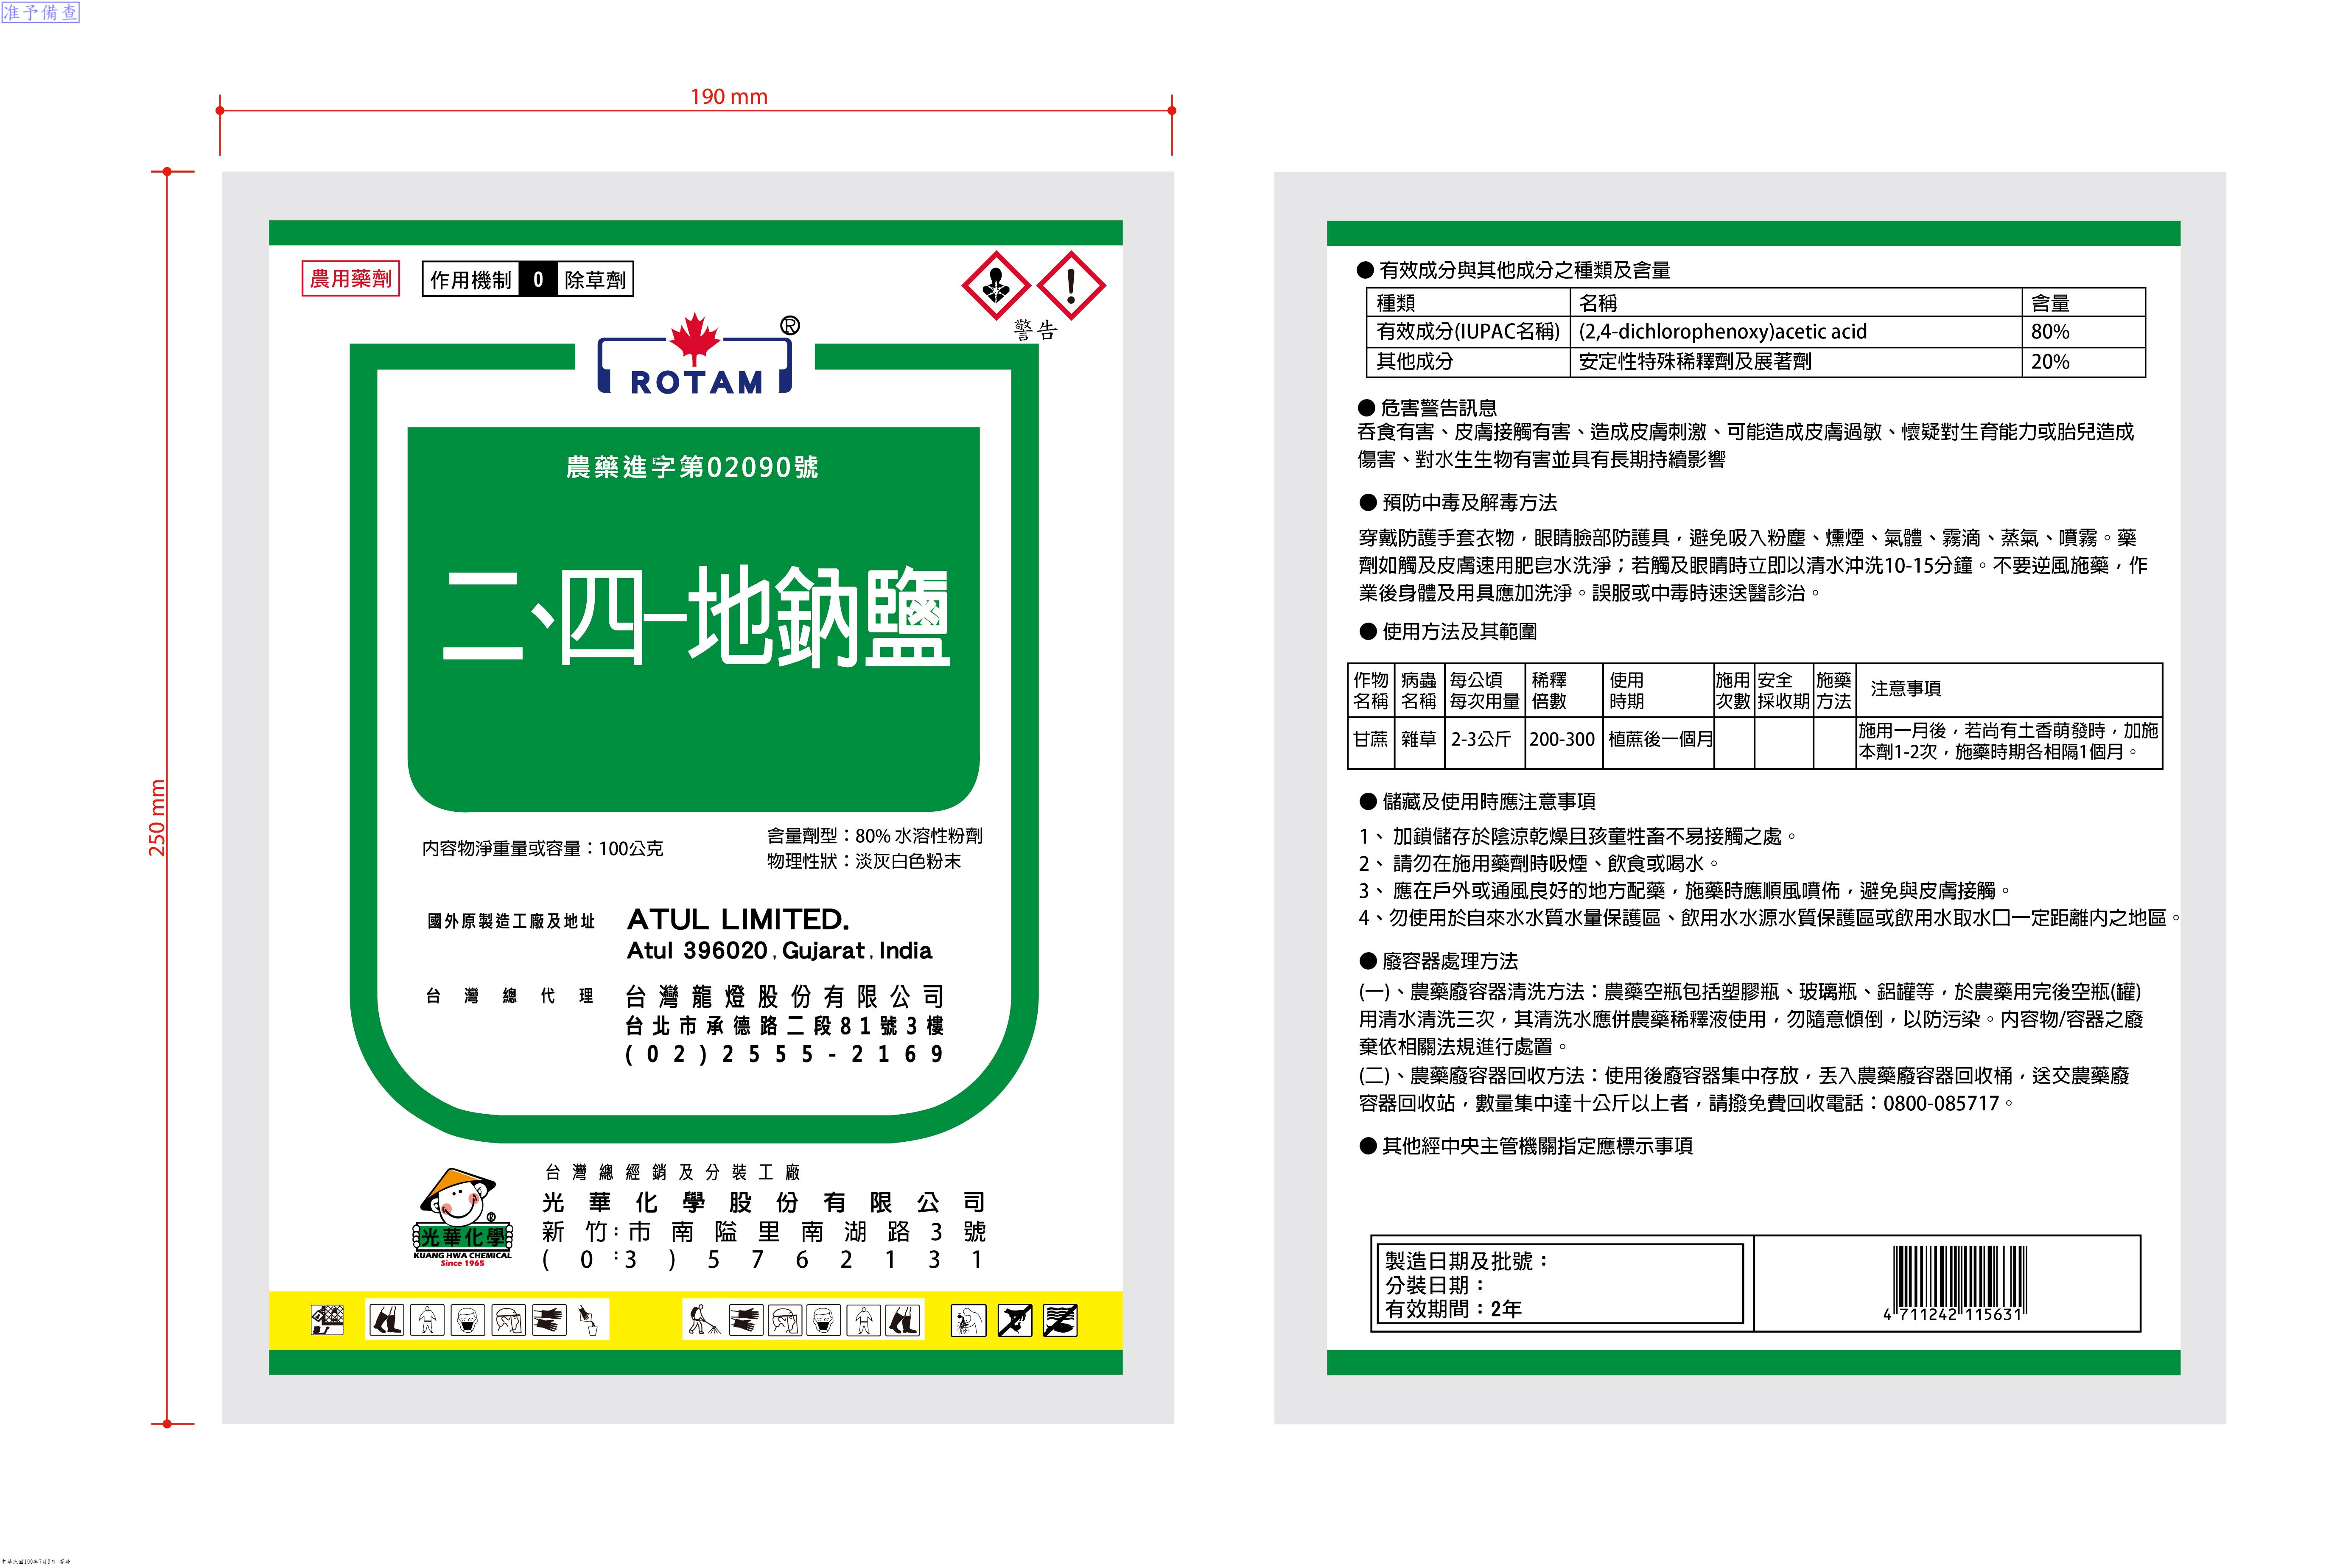 准予備查
190 mm
250 mm
農用藥劑
作用機制 0 除草劑
警告
®
ROTAM
農藥進字第02090號
二、四-地鈉鹽
內容物淨重量或容量：100公克
含量劑型：80% 水溶性粉劑
物理性狀：淡灰白色粉末
國外原製造工廠及地址 ATUL LIMITED.
Atul 396020 , Gujarat , India
台灣總代理 台灣龍燈股份有限公司
台北市承德路二段81號3樓
(02)2555-2169
台灣總經銷及分裝工廠
光華化學股份有限公司
新竹:市南隘里南湖路3號
(0:3)5762131
®
光華化學
KUANG HWA CHEMICAL
Since 1965
● 有效成分與其他成分之種類及含量
種類 名稱 含量
有效成分(IUPAC名稱) (2,4-dichlorophenoxy)acetic acid 80%
其他成分 安定性特殊稀釋劑及展著劑 20%
● 危害警告訊息
吞食有害、皮膚接觸有害、造成皮膚刺激、可能造成皮膚過敏、懷疑對生育能力或胎兒造成
傷害、對水生生物有害並具有長期持續影響
● 預防中毒及解毒方法
穿戴防護手套衣物，眼睛臉部防護具，避免吸入粉塵、燻煙、氣體、霧滴、蒸氣、噴霧。藥
劑如觸及皮膚速用肥皂水洗淨；若觸及眼睛時立即以清水沖洗10-15分鐘。不要逆風施藥，作
業後身體及用具應加洗淨。誤服或中毒時速送醫診治。
● 使用方法及其範圍
作物名稱 病蟲名稱 每公頃每次用量 稀釋倍數 使用時期 施用次數 安全採收期 施藥方法 注意事項
甘蔗 雜草 2-3公斤 200-300 植蔗後一個月 施用一月後，若尚有土香萌發時，加施
本劑1-2次，施藥時期各相隔1個月。
● 儲藏及使用時應注意事項
1、 加鎖儲存於陰涼乾燥且孩童牲畜不易接觸之處。
2、 請勿在施用藥劑時吸煙、飲食或喝水。
3、 應在戶外或通風良好的地方配藥，施藥時應順風噴佈，避免與皮膚接觸。
4、勿使用於自來水水質水量保護區、飲用水水源水質保護區或飲用水取水口一定距離內之地區。
● 廢容器處理方法
(一)、農藥廢容器清洗方法：農藥空瓶包括塑膠瓶、玻璃瓶、鋁罐等，於農藥用完後空瓶(罐)
用清水清洗三次，其清洗水應併農藥稀釋液使用，勿隨意傾倒，以防污染。內容物/容器之廢
棄依相關法規進行處置。
(二)、農藥廢容器回收方法：使用後廢容器集中存放，丟入農藥廢容器回收桶，送交農藥廢
容器回收站，數量集中達十公斤以上者，請撥免費回收電話：0800-085717。
● 其他經中央主管機關指定應標示事項
製造日期及批號：
分裝日期：
有效期間：2年
4 711242 115631
中華民國109年7月3日